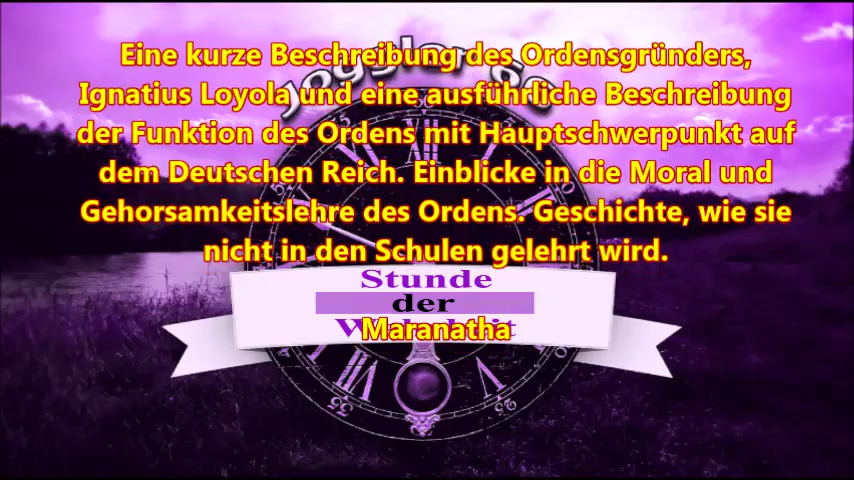 Eine kurze Beschreibung des Ordensgründers,
Ignatius Loyola und eine ausführliche Beschreibung
der Funktion des Ordens mit Hauptschwerpunkt auf
dem Deutschen Reich. Einblicke in die Moral und
Gehorsamkeitslehre des Ordens. Geschichte, wie sie
nicht in den Schulen gelehrt wird.
Stunde
der
Maranatha